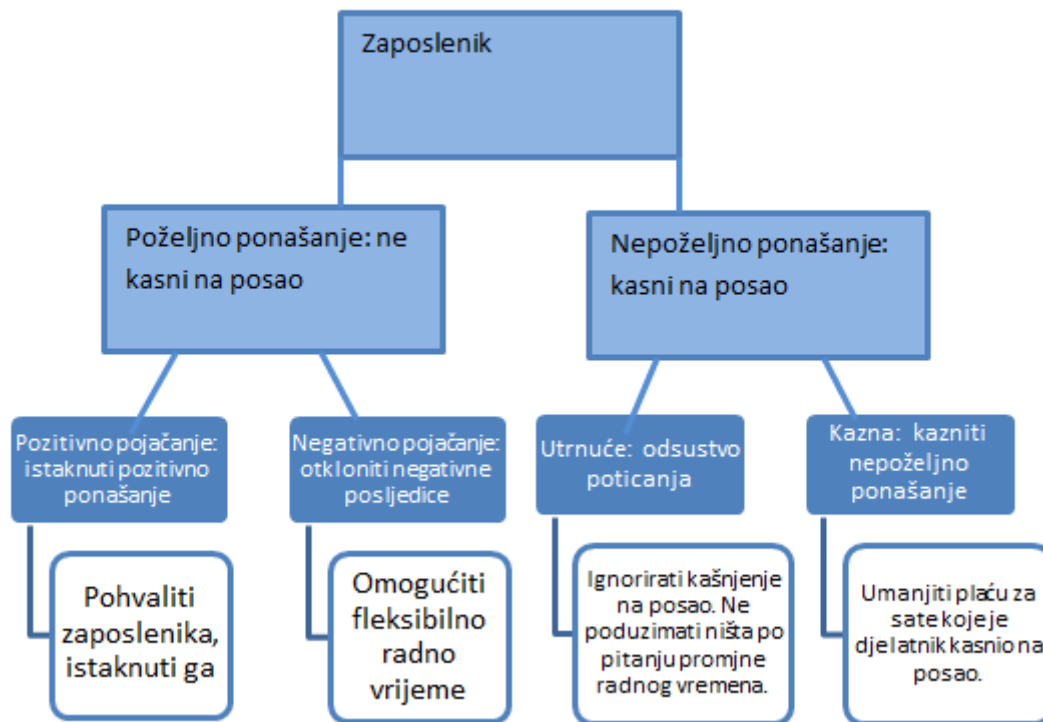 Zaposlenik
Poželjno ponašanje: ne
kasni na posao
Nepoželjno ponašanje:
kasni na posao
Pozitivno pojačanje:
istaknuti pozitivno
ponašanje
Negativno pojačanje:
otkloniti negativne
posljedice
Utrnuće: odsustvo
poticanja
Kazna: kazniti
nepoželjno
ponašanje
Pohvaliti
zaposlenika,
istaknuti ga
Omogućiti
fleksibilno
radno
vrijeme
Ignorirati kašnjenje
na posao. Ne
poduzimati ništa po
pitanju promjne
radnog vremena.
Umanjiti plaću za
sate koje je
djelatnik kasnio na
posao.